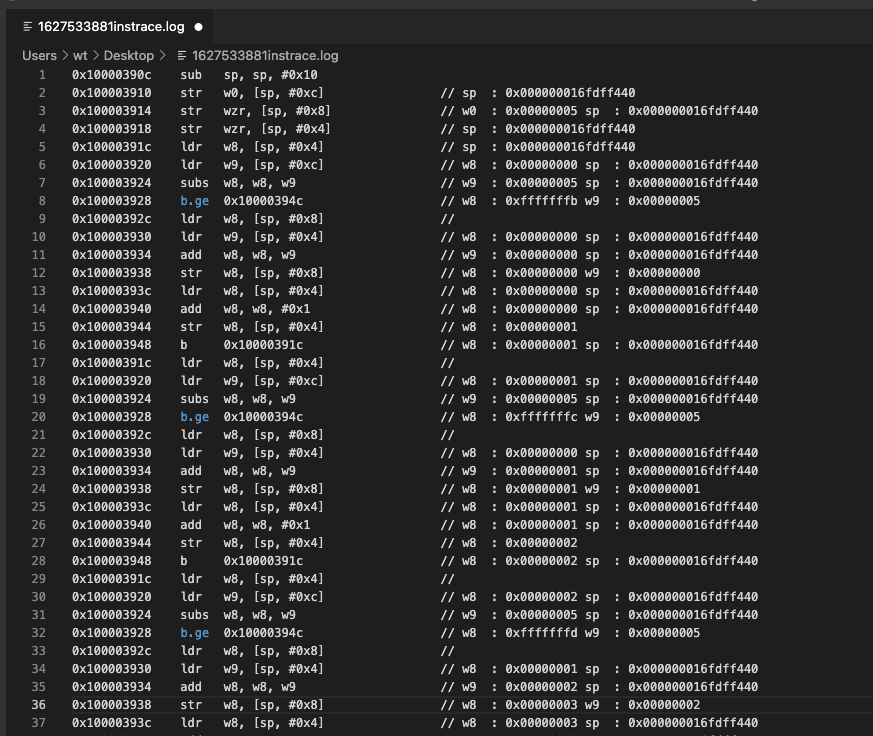 1627533881instrace.log ●
Users > wt > Desktop > 1627533881instrace.log
1 0x10000390c sub sp, sp, #0x10
2 0x100003910 str w0, [sp, #0xc] // sp : 0x000000016fdff440
3 0x100003914 str wzr, [sp, #0x8] // w0 : 0x00000005 sp : 0x000000016fdff440
4 0x100003918 str wzr, [sp, #0x4] // sp : 0x000000016fdff440
5 0x10000391c ldr w8, [sp, #0x4] // sp : 0x000000016fdff440
6 0x100003920 ldr w9, [sp, #0xc] // w8 : 0x00000000 sp : 0x000000016fdff440
7 0x100003924 subs w8, w8, w9 // w9 : 0x00000005 sp : 0x000000016fdff440
8 0x100003928 b.ge 0x10000394c // w8 : 0xfffffffb w9 : 0x00000005
9 0x10000392c ldr w8, [sp, #0x8] //
10 0x100003930 ldr w9, [sp, #0x4] // w8 : 0x00000000 sp : 0x000000016fdff440
11 0x100003934 add w8, w8, w9 // w9 : 0x00000000 sp : 0x000000016fdff440
12 0x100003938 str w8, [sp, #0x8] // w8 : 0x00000000 w9 : 0x00000000
13 0x10000393c ldr w8, [sp, #0x4] // w8 : 0x00000000 sp : 0x000000016fdff440
14 0x100003940 add w8, w8, #0x1 // w8 : 0x00000000 sp : 0x000000016fdff440
15 0x100003944 str w8, [sp, #0x4] // w8 : 0x00000001
16 0x100003948 b 0x10000391c // w8 : 0x00000001 sp : 0x000000016fdff440
17 0x10000391c ldr w8, [sp, #0x4] //
18 0x100003920 ldr w9, [sp, #0xc] // w8 : 0x00000001 sp : 0x000000016fdff440
19 0x100003924 subs w8, w8, w9 // w9 : 0x00000005 sp : 0x000000016fdff440
20 0x100003928 b.ge 0x10000394c // w8 : 0xfffffffc w9 : 0x00000005
21 0x10000392c ldr w8, [sp, #0x8] //
22 0x100003930 ldr w9, [sp, #0x4] // w8 : 0x00000000 sp : 0x000000016fdff440
23 0x100003934 add w8, w8, w9 // w9 : 0x00000001 sp : 0x000000016fdff440
24 0x100003938 str w8, [sp, #0x8] // w8 : 0x00000001 w9 : 0x00000001
25 0x10000393c ldr w8, [sp, #0x4] // w8 : 0x00000001 sp : 0x000000016fdff440
26 0x100003940 add w8, w8, #0x1 // w8 : 0x00000001 sp : 0x000000016fdff440
27 0x100003944 str w8, [sp, #0x4] // w8 : 0x00000002
28 0x100003948 b 0x10000391c // w8 : 0x00000002 sp : 0x000000016fdff440
29 0x10000391c ldr w8, [sp, #0x4] //
30 0x100003920 ldr w9, [sp, #0xc] // w8 : 0x00000002 sp : 0x000000016fdff440
31 0x100003924 subs w8, w8, w9 // w9 : 0x00000005 sp : 0x000000016fdff440
32 0x100003928 b.ge 0x10000394c // w8 : 0xfffffffd w9 : 0x00000005
33 0x10000392c ldr w8, [sp, #0x8] //
34 0x100003930 ldr w9, [sp, #0x4] // w8 : 0x00000001 sp : 0x000000016fdff440
35 0x100003934 add w8, w8, w9 // w9 : 0x00000002 sp : 0x000000016fdff440
36 0x100003938 str w8, [sp, #0x8] // w8 : 0x00000003 w9 : 0x00000002
37 0x10000393c ldr w8, [sp, #0x4] // w8 : 0x00000003 sp : 0x000000016fdff440